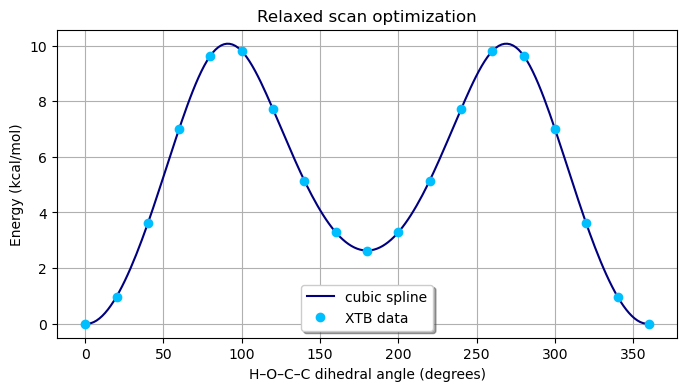 Relaxed scan optimization
Energy (kcal/mol)
10
8
6
4
2
0
cubic spline
XTB data
0 50 100 150 200 250 300 350
H–O–C–C dihedral angle (degrees)